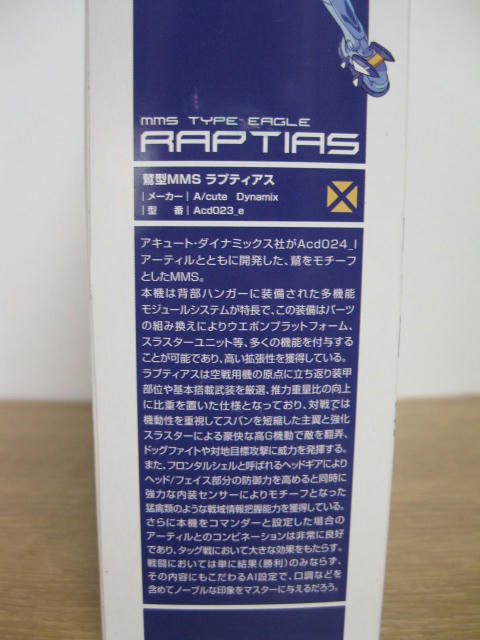 MMS TYPE EAGLE
RAPTIAS
鷲型MMS ラプティアス
|メーカー| A/cute Dynamix
|型　番| Acd023_e
アキュート・ダイナミックス社がAcd024_l
アーティルとともに開発した、鷲をモチーフ
としたMMS。
本機は背部ハンガーに装備された多機能
モジュールシステムが特長で、この装備はパーツ
の組み換えによりウエポンプラットフォーム、
スラスターユニット等、多くの機能を付与する
ことが可能であり、高い拡張性を獲得している。
ラプティアスは空戦用機の原点に立ち返り装甲
部位や基本搭載武装を厳選、推力重量比の向上
に比重を置いた仕様となっており、対戦では
機動性を重視してスパンを短縮した主翼と強化
スラスターによる豪快な高G機動で敵を翻弄、
ドッグファイトや対地目標攻撃に威力を発揮する。
また、フロンタルシェルと呼ばれるヘッドギアにより
ヘッド/フェイス部分の防御力を高めると同時に
強力な内装センサーによりモチーフとなった
猛禽類のような戦域情報把握能力を獲得している。
さらに本機をコマンダーと設定した場合の
アーティルとのコンビネーションは非常に良好
であり、タッグ戦において大きな効果をもたらす。
戦闘においては単に結果(勝利)のみならず、
その内容にもこだわるAI設定で、口調などを
含めてノーブルな印象をマスターに与えるだろう。